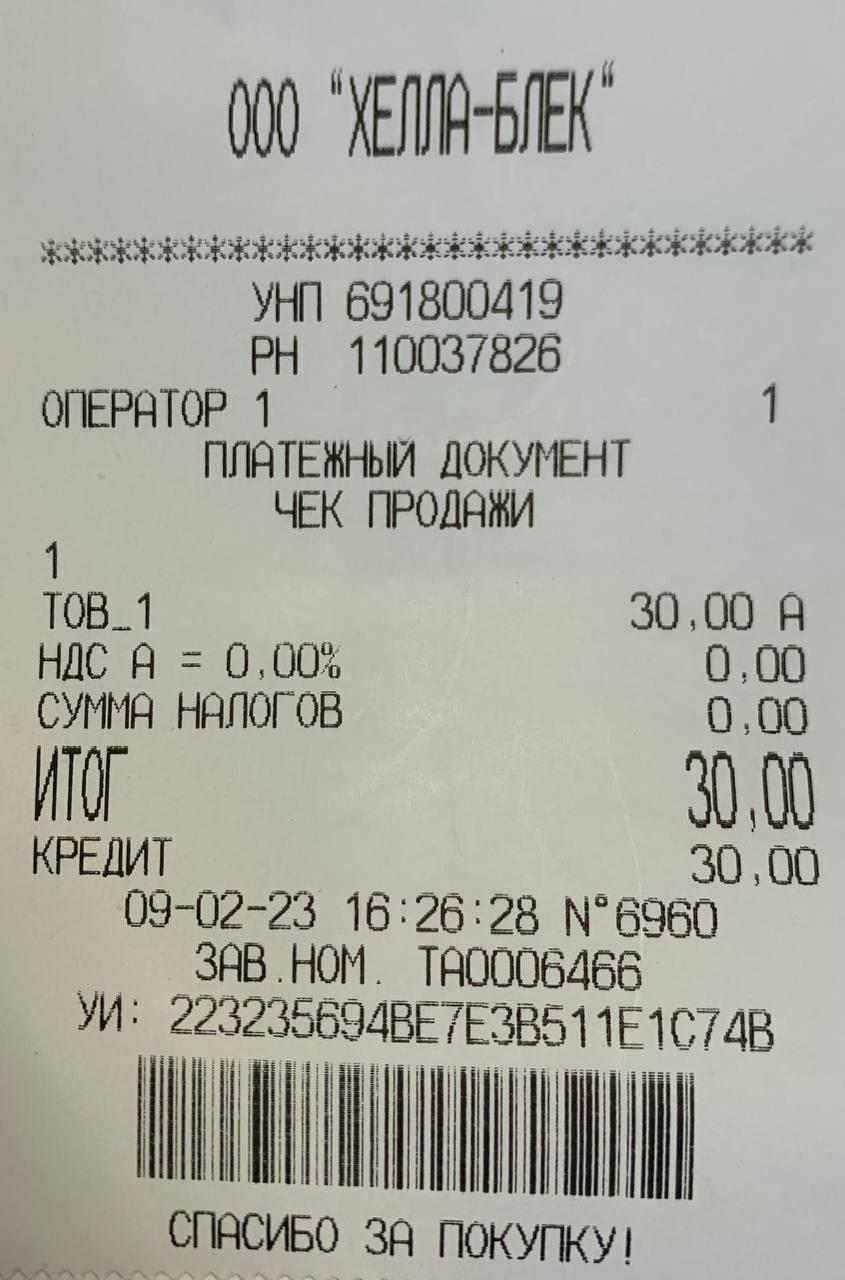 ООО “ХЕЛЛА-БЛЕК“
**********************************
УНП 691800419
РН 110037826
ОПЕРАТОР 1 1
ПЛАТЕЖНЫЙ ДОКУМЕНТ
ЧЕК ПРОДАЖИ
1
ТОВ_1 30,00 А
НДС А = 0,00% 0,00
СУММА НАЛОГОВ 0,00
ИТОГ 30,00
КРЕДИТ 30,00
09-02-23 16:26:28 N°6960
ЗАВ.НОМ. ТА0006466
УИ: 223235694BE7E3B511E1C74B
СПАСИБО ЗА ПОКУПКУ!